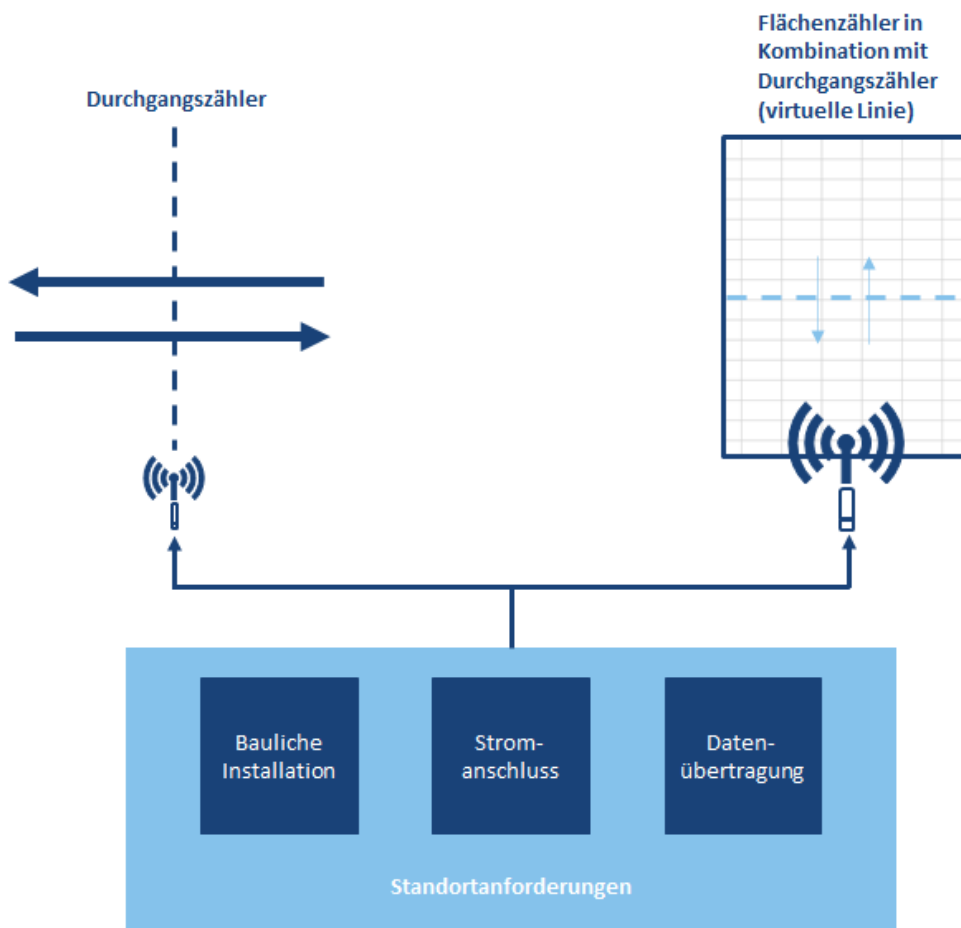 Durchgangszähler
Flächenzähler in
Kombination mit
Durchgangszähler
(virtuelle Linie)
Bauliche
Installation
Strom-
anschluss
Daten-
übertragung
Standortanforderungen